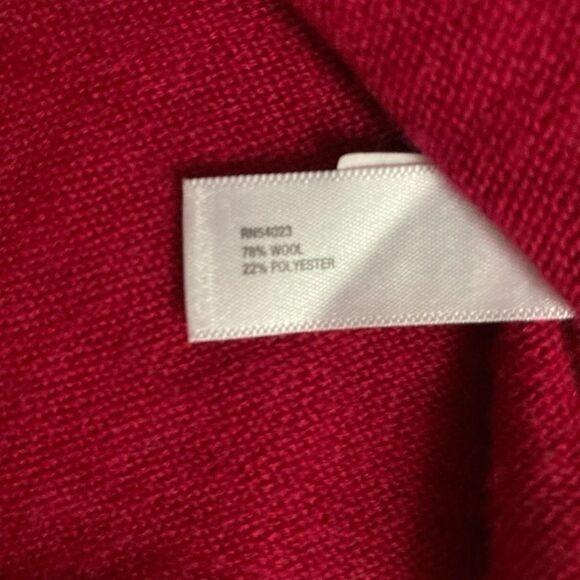 RN54023
78% WOOL
22% POLYESTER